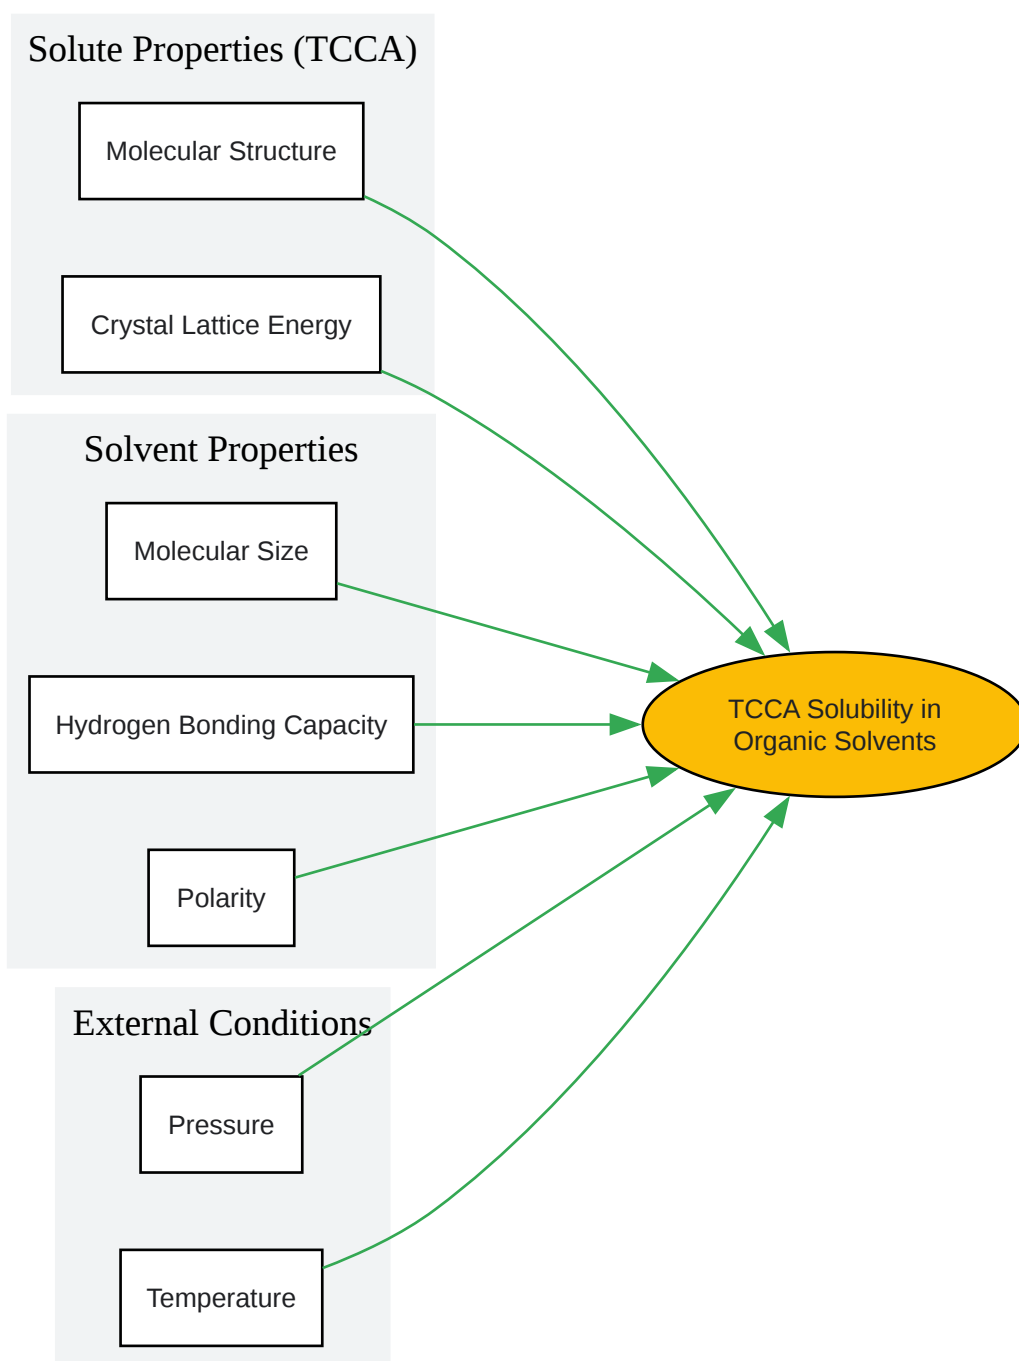 Solute Properties (TCCA)
Molecular Structure
Crystal Lattice Energy
Solvent Properties
Molecular Size
Hydrogen Bonding Capacity
Polarity
External Conditions
Pressure
Temperature
TCCA Solubility in
Organic Solvents